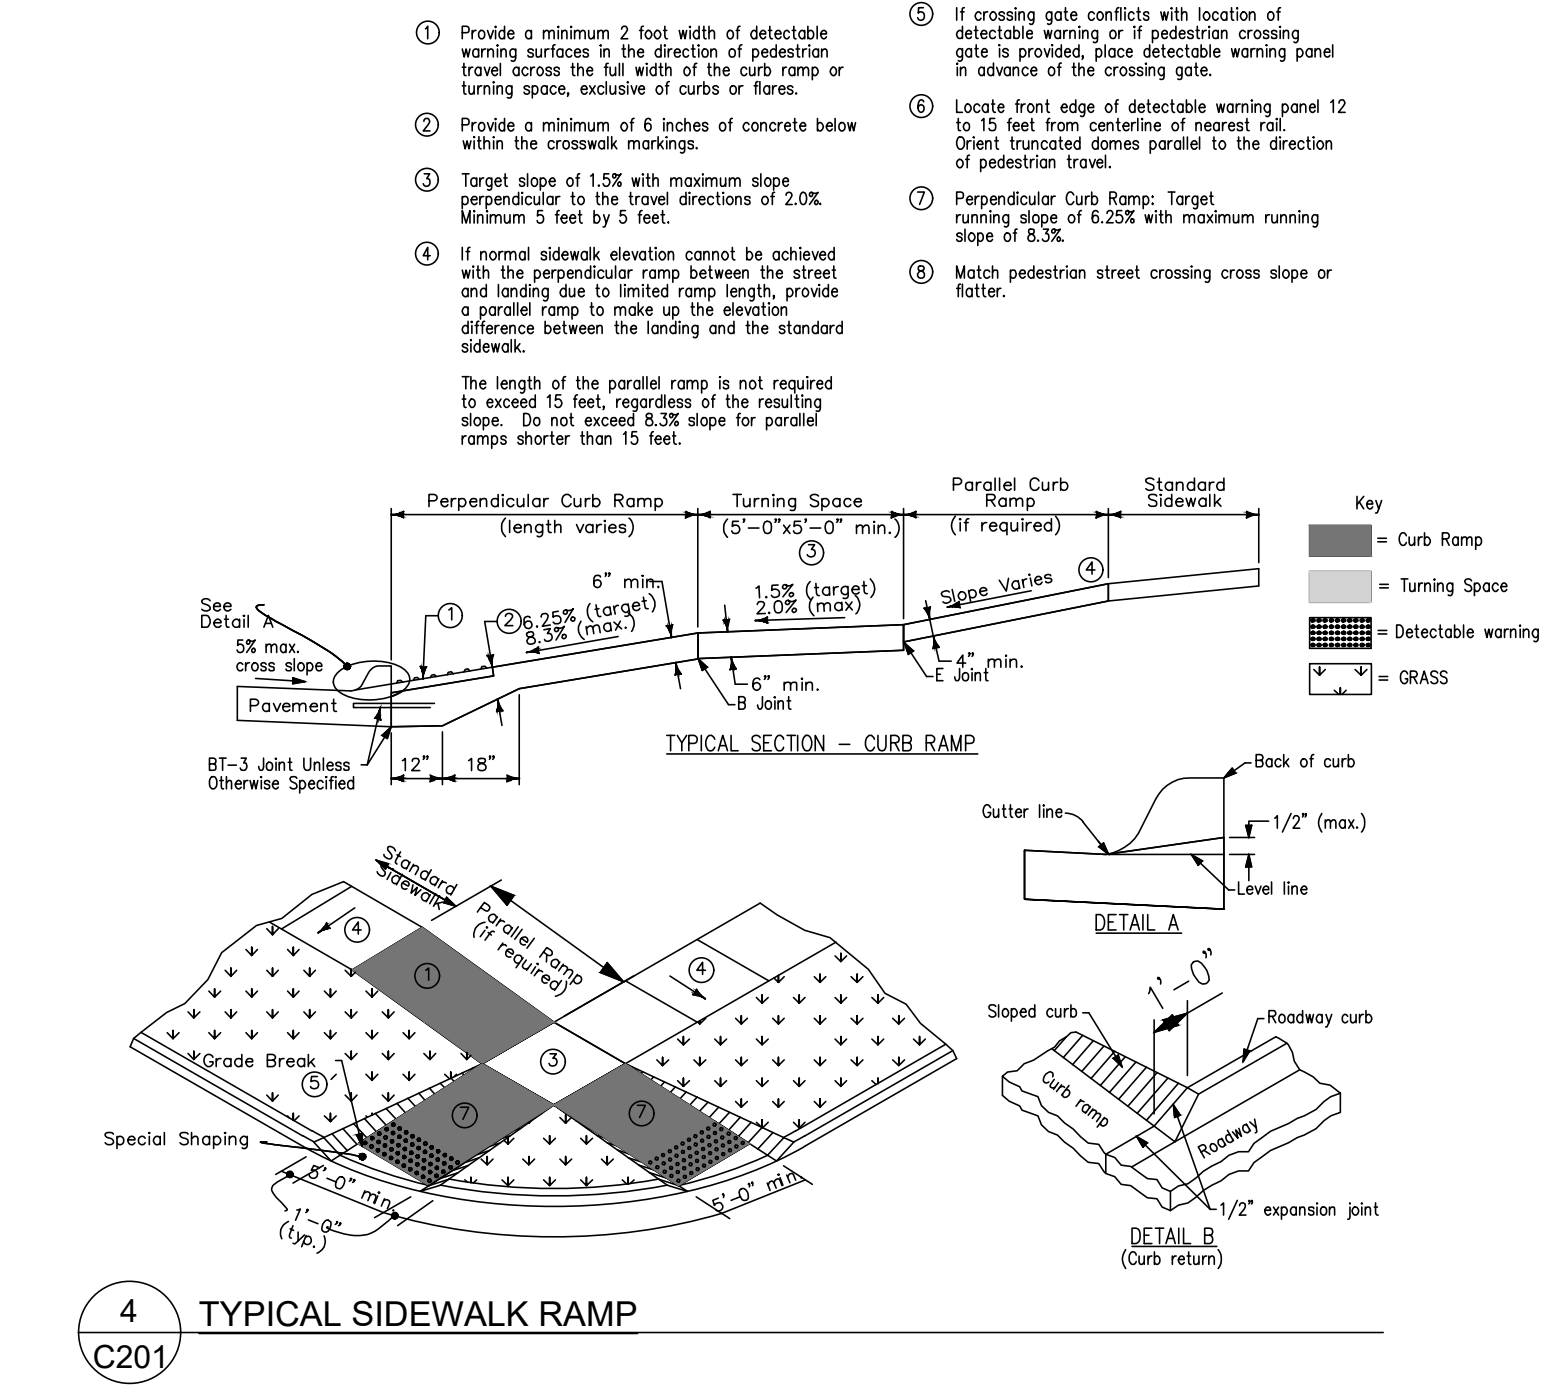 ① Provide a minimum 2 foot width of detectable
warning surfaces in the direction of pedestrian
travel across the full width of the curb ramp or
turning space, exclusive of curbs or flares.
② Provide a minimum of 6 inches of concrete below
within the crosswalk markings.
③ Target slope of 1.5% with maximum slope
perpendicular to the travel directions of 2.0%.
Minimum 5 feet by 5 feet.
④ If normal sidewalk elevation cannot be achieved
with the perpendicular ramp between the street
and landing due to limited ramp length, provide
a parallel ramp to make up the elevation
difference between the landing and the standard
sidewalk.
The length of the parallel ramp is not required
to exceed 15 feet, regardless of the resulting
slope. Do not exceed 8.3% slope for parallel
ramps shorter than 15 feet.
⑤ If crossing gate conflicts with location of
detectable warning or if pedestrian crossing
gate is provided, place detectable warning panel
in advance of the crossing gate.
⑥ Locate front edge of detectable warning panel 12
to 15 feet from centerline of nearest rail.
Orient truncated domes parallel to the direction
of pedestrian travel.
⑦ Perpendicular Curb Ramp: Target
running slope of 6.25% with maximum running
slope of 8.3%.
⑧ Match pedestrian street crossing cross slope or
flatter.
Perpendicular Curb Ramp
(length varies)
Turning Space
(5'-0"x5'-0" min.)
③
Parallel Curb
Ramp
(if required)
Standard
Sidewalk
Key
= Curb Ramp
= Turning Space
= Detectable warning
= GRASS
See
Detail A
5% max.
cross slope
Pavement
①
②
6.25% (target)
8.3% (max.)
6" min.
1.5% (target)
2.0% (max)
Slope Varies
④
4" min.
E Joint
6" min.
B Joint
BT-3 Joint Unless
Otherwise Specified
12"
18"
TYPICAL SECTION - CURB RAMP
Back of curb
Gutter line
1/2" (max.)
Level line
DETAIL A
Standard
Sidewalk
Parallel Ramp
(if required)
④
①
④
③
Grade Break
⑤
⑦
⑦
Special Shaping
5'-0" min.
1'-0"
(typ.)
5'-0" min.
1'-0"
Sloped curb
Roadway curb
Curb ramp
Roadway
1/2" expansion joint
DETAIL B
(Curb return)
4
C201
TYPICAL SIDEWALK RAMP